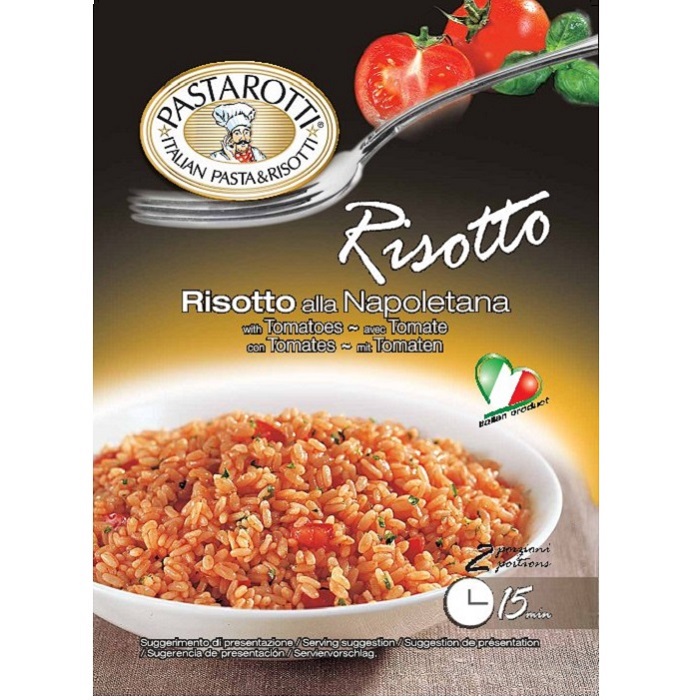 PASTAROTTI®
ITALIAN PASTA&RISOTTI
Risotto
Risotto alla Napoletana
with Tomatoes ~ avec Tomate
con Tomates ~ mit Tomaten
Italian product
2 porzioni
portions
15 min
Suggerimento di presentazione / Serving suggestion / Suggestion de présentation
/ Sugerencia de presentación / Serviervorschlag.